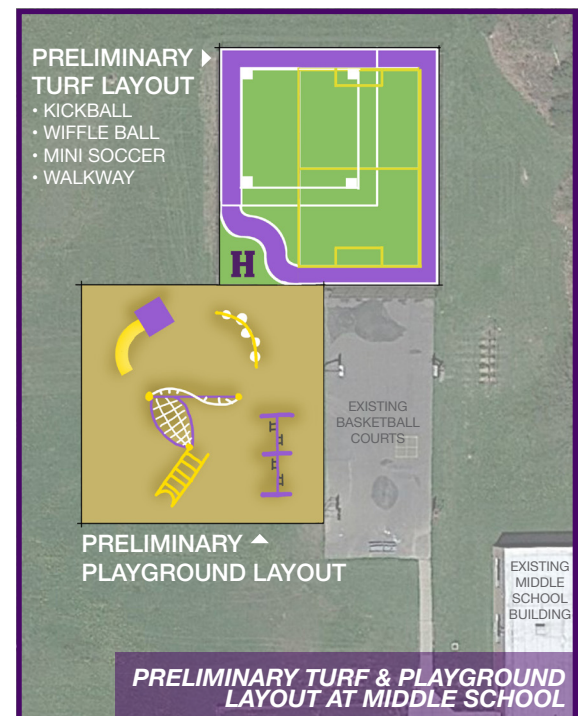 PRELIMINARY
TURF LAYOUT
• KICKBALL
• WIFFLE BALL
• MINI SOCCER
• WALKWAY
H
EXISTING
BASKETBALL
COURTS
PRELIMINARY
PLAYGROUND LAYOUT
EXISTING
MIDDLE
SCHOOL
BUILDING
PRELIMINARY TURF & PLAYGROUND
LAYOUT AT MIDDLE SCHOOL